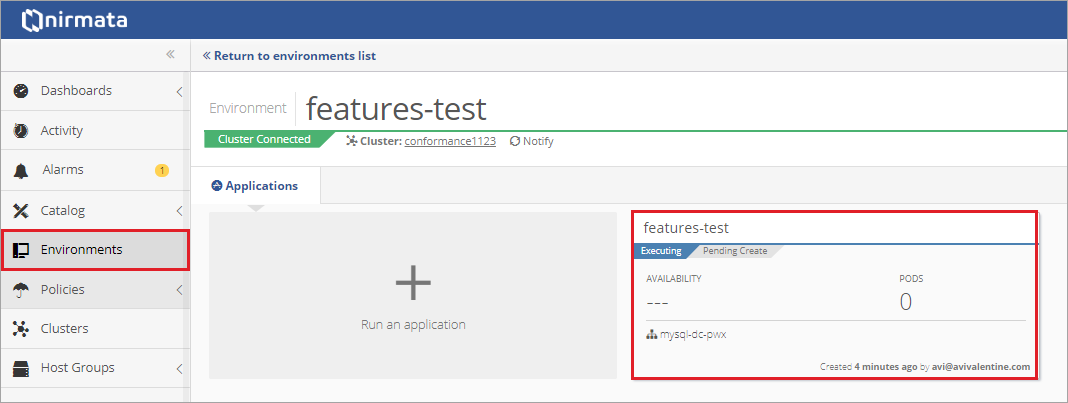 nirmata
«
« Return to environments list
Dashboards
Activity
Alarms
1
Catalog
Environments
Policies
Clusters
Host Groups
Environment features-test
Cluster Connected
Cluster: conformance1123
Notify
Applications
+
Run an application
features-test
Executing
Pending Create
AVAILABILITY
PODS
---
0
mysql-dc-pwx
Created 4 minutes ago by avi@avivalentine.com